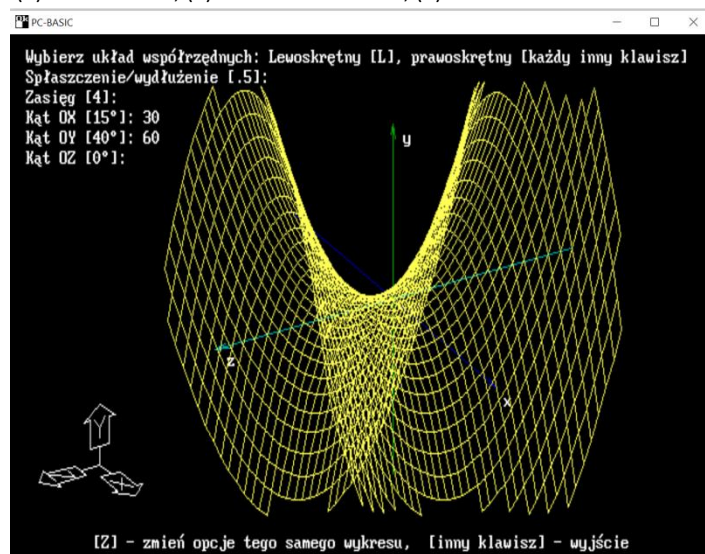 PC-BASIC
Wybierz układ współrzędnych: Lewoskrętny [L], prawoskrętny [każdy inny klawisz]
Spłaszczenie/wydłużenie [.5]:
Zasięg [4]:
Kąt OX [15°]: 30
Kąt OY [40°]: 60
Kąt OZ [0°]:
y
z
x
Y
[Z] - zmień opcje tego samego wykresu, [inny klawisz] - wyjście